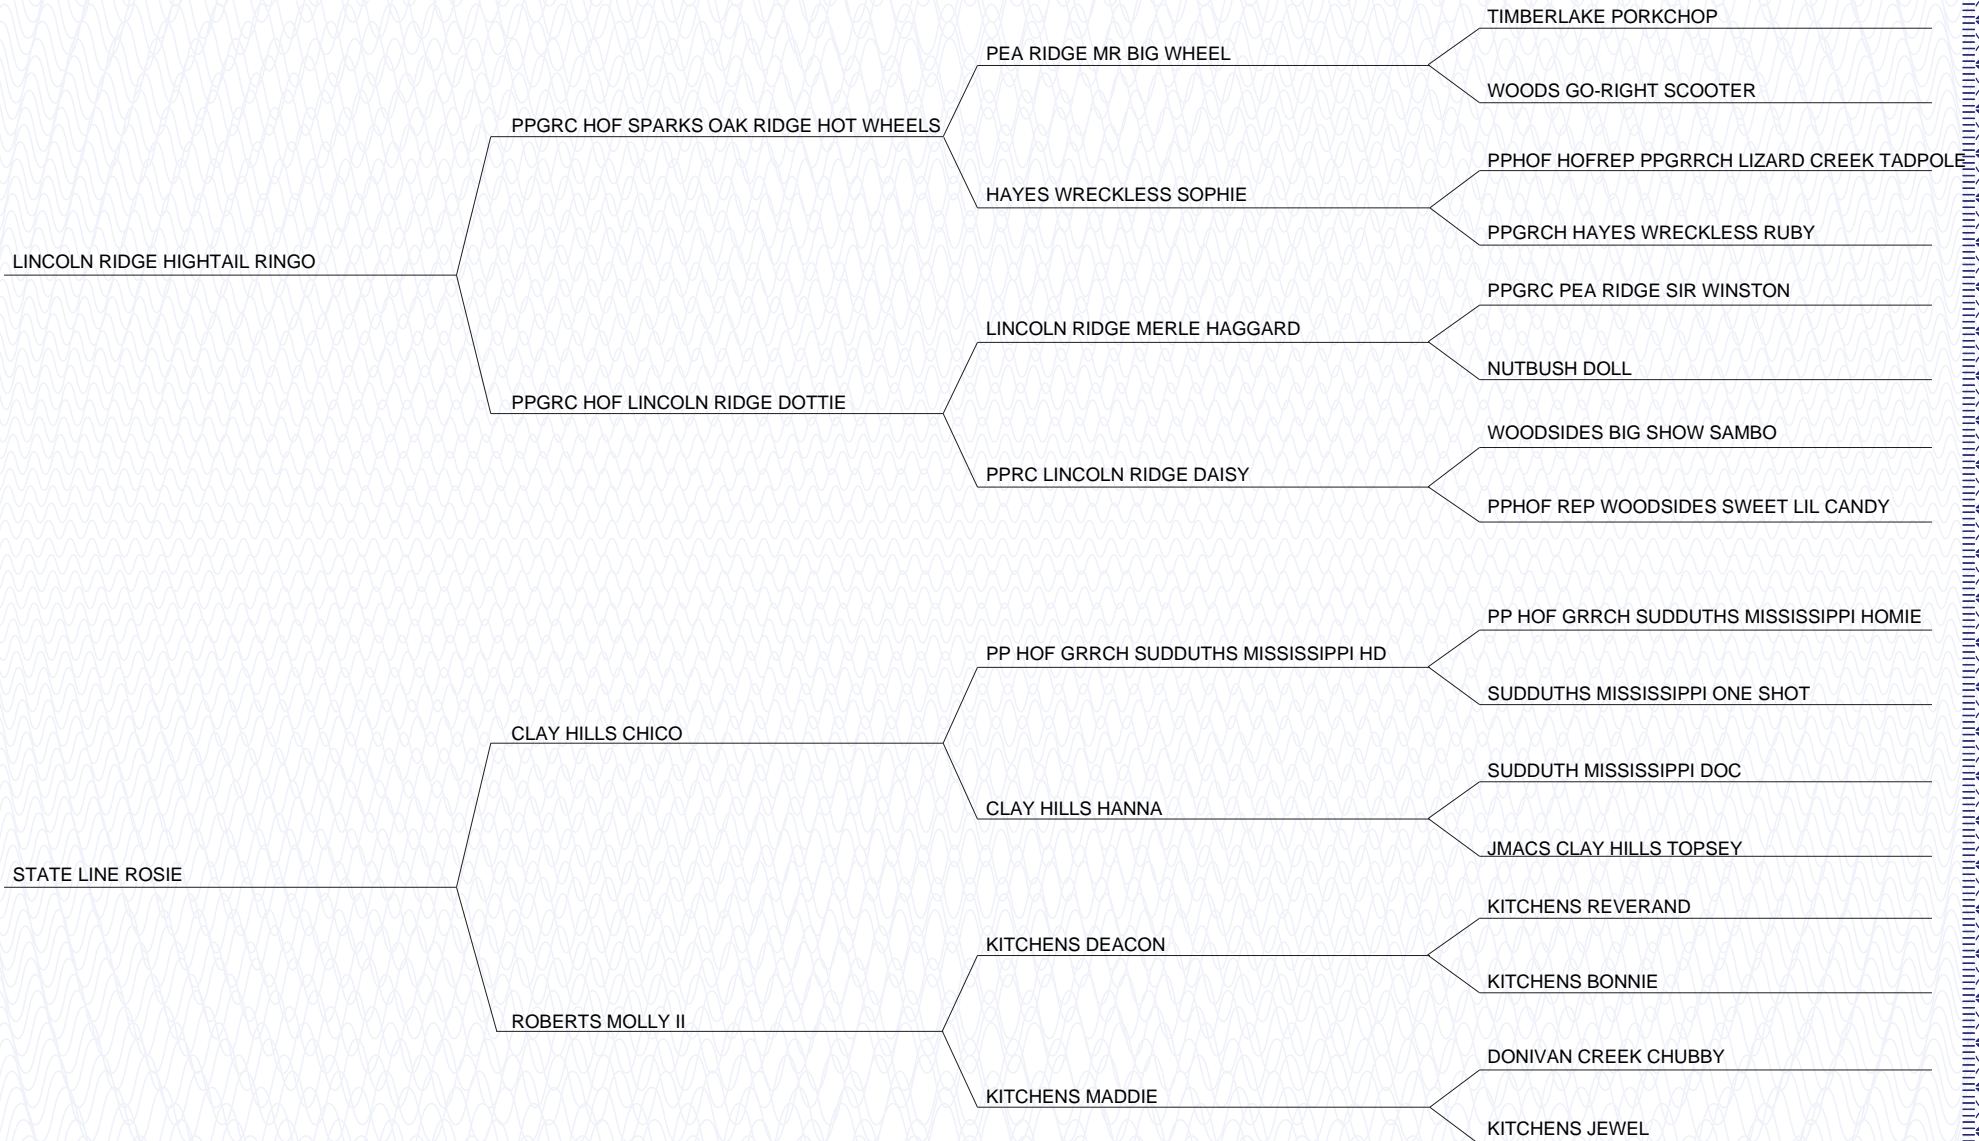 TIMBERLAKE PORKCHOP
PEA RIDGE MR BIG WHEEL
WOODS GO-RIGHT SCOOTER
PPGRC HOF SPARKS OAK RIDGE HOT WHEELS
PPHOF HOFREP PPGRRCH LIZARD CREEK TADPOLE
HAYES WRECKLESS SOPHIE
PPGRCH HAYES WRECKLESS RUBY
LINCOLN RIDGE HIGHTAIL RINGO
PPGRC PEA RIDGE SIR WINSTON
LINCOLN RIDGE MERLE HAGGARD
NUTBUSH DOLL
PPGRC HOF LINCOLN RIDGE DOTTIE
WOODSIDES BIG SHOW SAMBO
PPRC LINCOLN RIDGE DAISY
PPHOF REP WOODSIDES SWEET LIL CANDY
PP HOF GRRCH SUDDUTHS MISSISSIPPI HOMIE
PP HOF GRRCH SUDDUTHS MISSISSIPPI HD
SUDDUTHS MISSISSIPPI ONE SHOT
CLAY HILLS CHICO
SUDDUTH MISSISSIPPI DOC
CLAY HILLS HANNA
JMACS CLAY HILLS TOPSEY
STATE LINE ROSIE
KITCHENS REVERAND
KITCHENS DEACON
KITCHENS BONNIE
ROBERTS MOLLY II
DONIVAN CREEK CHUBBY
KITCHENS MADDIE
KITCHENS JEWEL